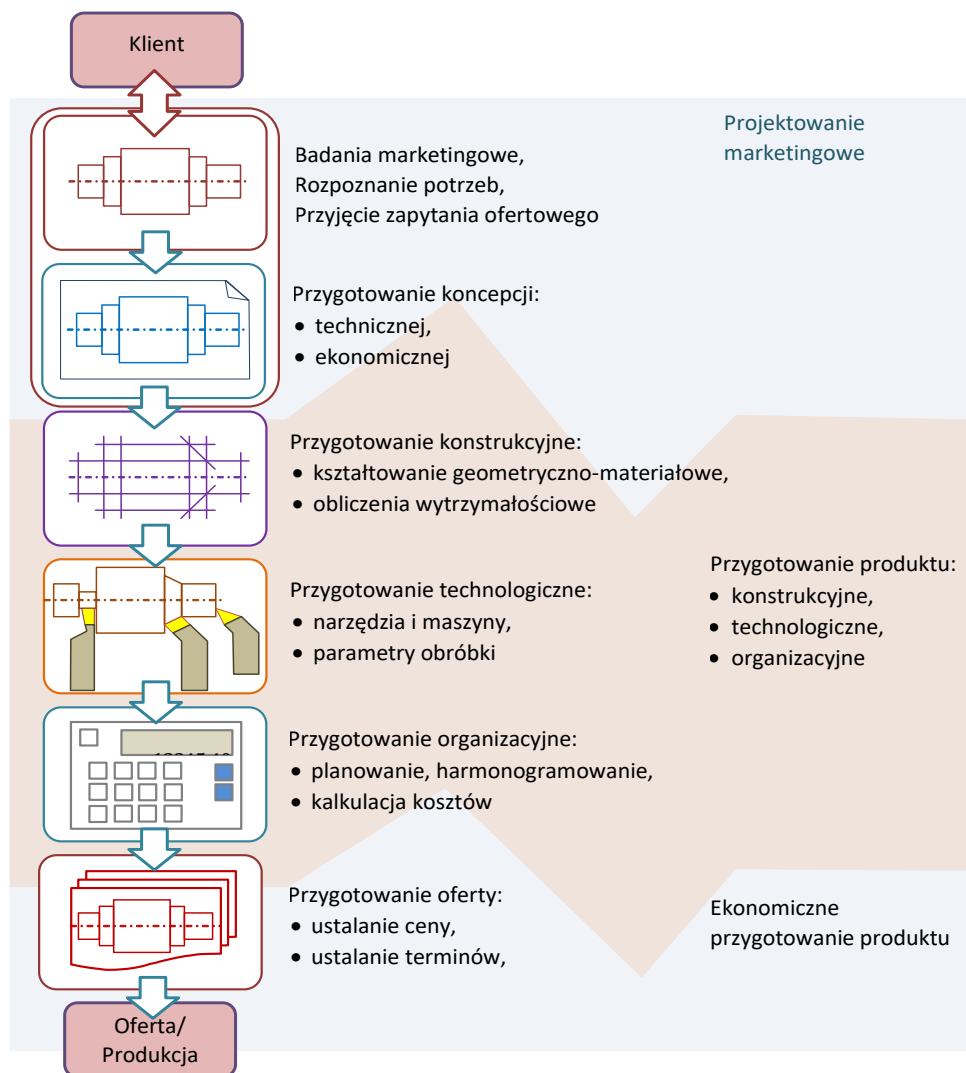 Klient
Projektowanie
marketingowe
Badania marketingowe,
Rozpoznanie potrzeb,
Przyjęcie zapytania ofertowego
Przygotowanie koncepcji:
• technicznej,
• ekonomicznej
Przygotowanie konstrukcyjne:
• kształtowanie geometryczno-materiałowe,
• obliczenia wytrzymałościowe
Przygotowanie technologiczne:
• narzędzia i maszyny,
• parametry obróbki
Przygotowanie produktu:
• konstrukcyjne,
• technologiczne,
• organizacyjne
Przygotowanie organizacyjne:
• planowanie, harmonogramowanie,
• kalkulacja kosztów
Przygotowanie oferty:
• ustalanie ceny,
• ustalanie terminów,
Ekonomiczne
przygotowanie produktu
Oferta/
Produkcja